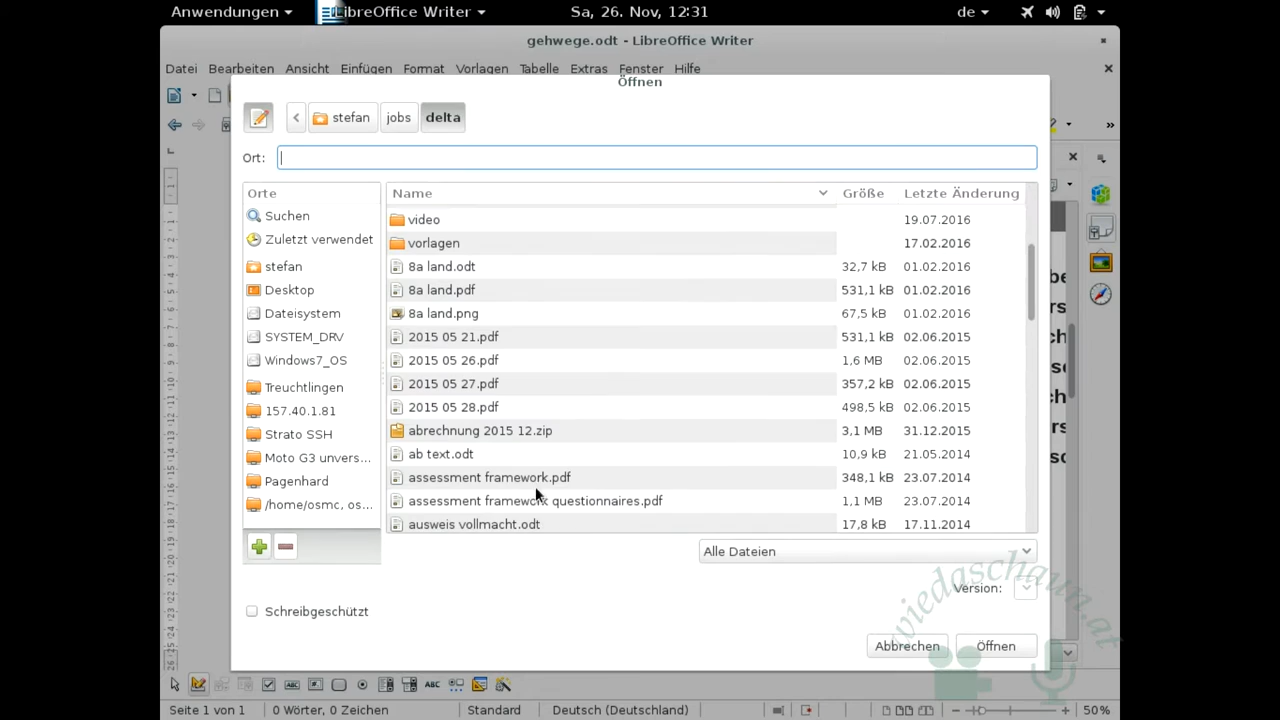 Anwendungen LibreOffice Writer Sa, 26. Nov, 12:31 de
gehwege.odt - LibreOffice Writer
Datei Bearbeiten Ansicht Einfügen Format Vorlagen Tabelle Extras Fenster Hilfe
Öffnen
stefan jobs delta
Ort:
Orte
Suchen
Zuletzt verwendet
stefan
Desktop
Dateisystem
SYSTEM_DRV
Windows7_OS
Treuchtlingen
157.40.1.81
Strato SSH
Moto G3 unvers...
Pagenhard
/home/osmc, os...
Name Größe Letzte Änderung
video 19.07.2016
vorlagen 17.02.2016
8a land.odt 32,7 kB 01.02.2016
8a land.pdf 531,1 kB 01.02.2016
8a land.png 67,5 kB 01.02.2016
2015 05 21.pdf 531,1 kB 02.06.2015
2015 05 26.pdf 1,6 MB 02.06.2015
2015 05 27.pdf 357,2 kB 02.06.2015
2015 05 28.pdf 498,5 kB 02.06.2015
abrechnung 2015 12.zip 3,1 MB 31.12.2015
ab text.odt 10,9 kB 21.05.2014
assessment framework.pdf 348,1 kB 23.07.2014
assessment framework questionnaires.pdf 1,1 MB 23.07.2014
ausweis vollmacht.odt 17,8 kB 17.11.2014
Alle Dateien
Version:
Schreibgeschützt
Abbrechen Öffnen
wiedaschaun.at
Seite 1 von 1 0 Wörter, 0 Zeichen Standard Deutsch (Deutschland) 50%